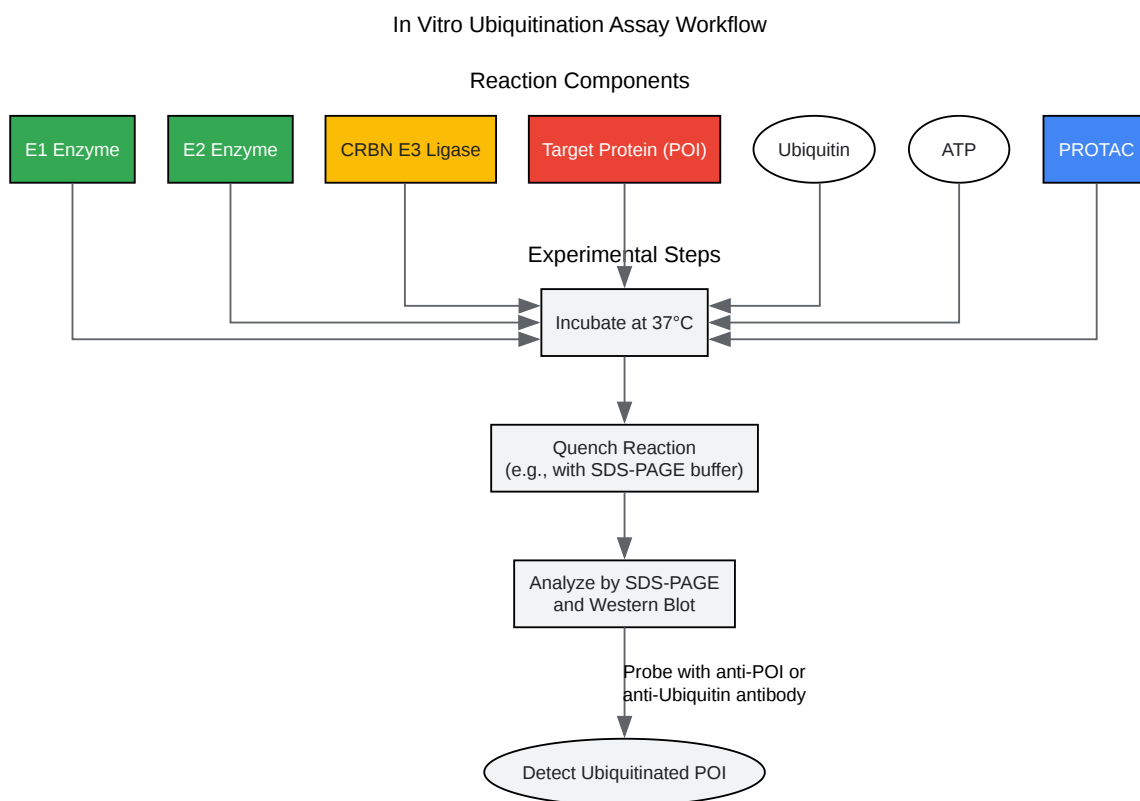 In Vitro Ubiquitination Assay Workflow
Reaction Components
E1 Enzyme
E2 Enzyme
CRBN E3 Ligase
Target Protein (POI)
Ubiquitin
ATP
PROTAC
Experimental Steps
Incubate at 37°C
Quench Reaction
(e.g., with SDS-PAGE buffer)
Analyze by SDS-PAGE
and Western Blot
Probe with anti-POI or
anti-Ubiquitin antibody
Detect Ubiquitinated POI